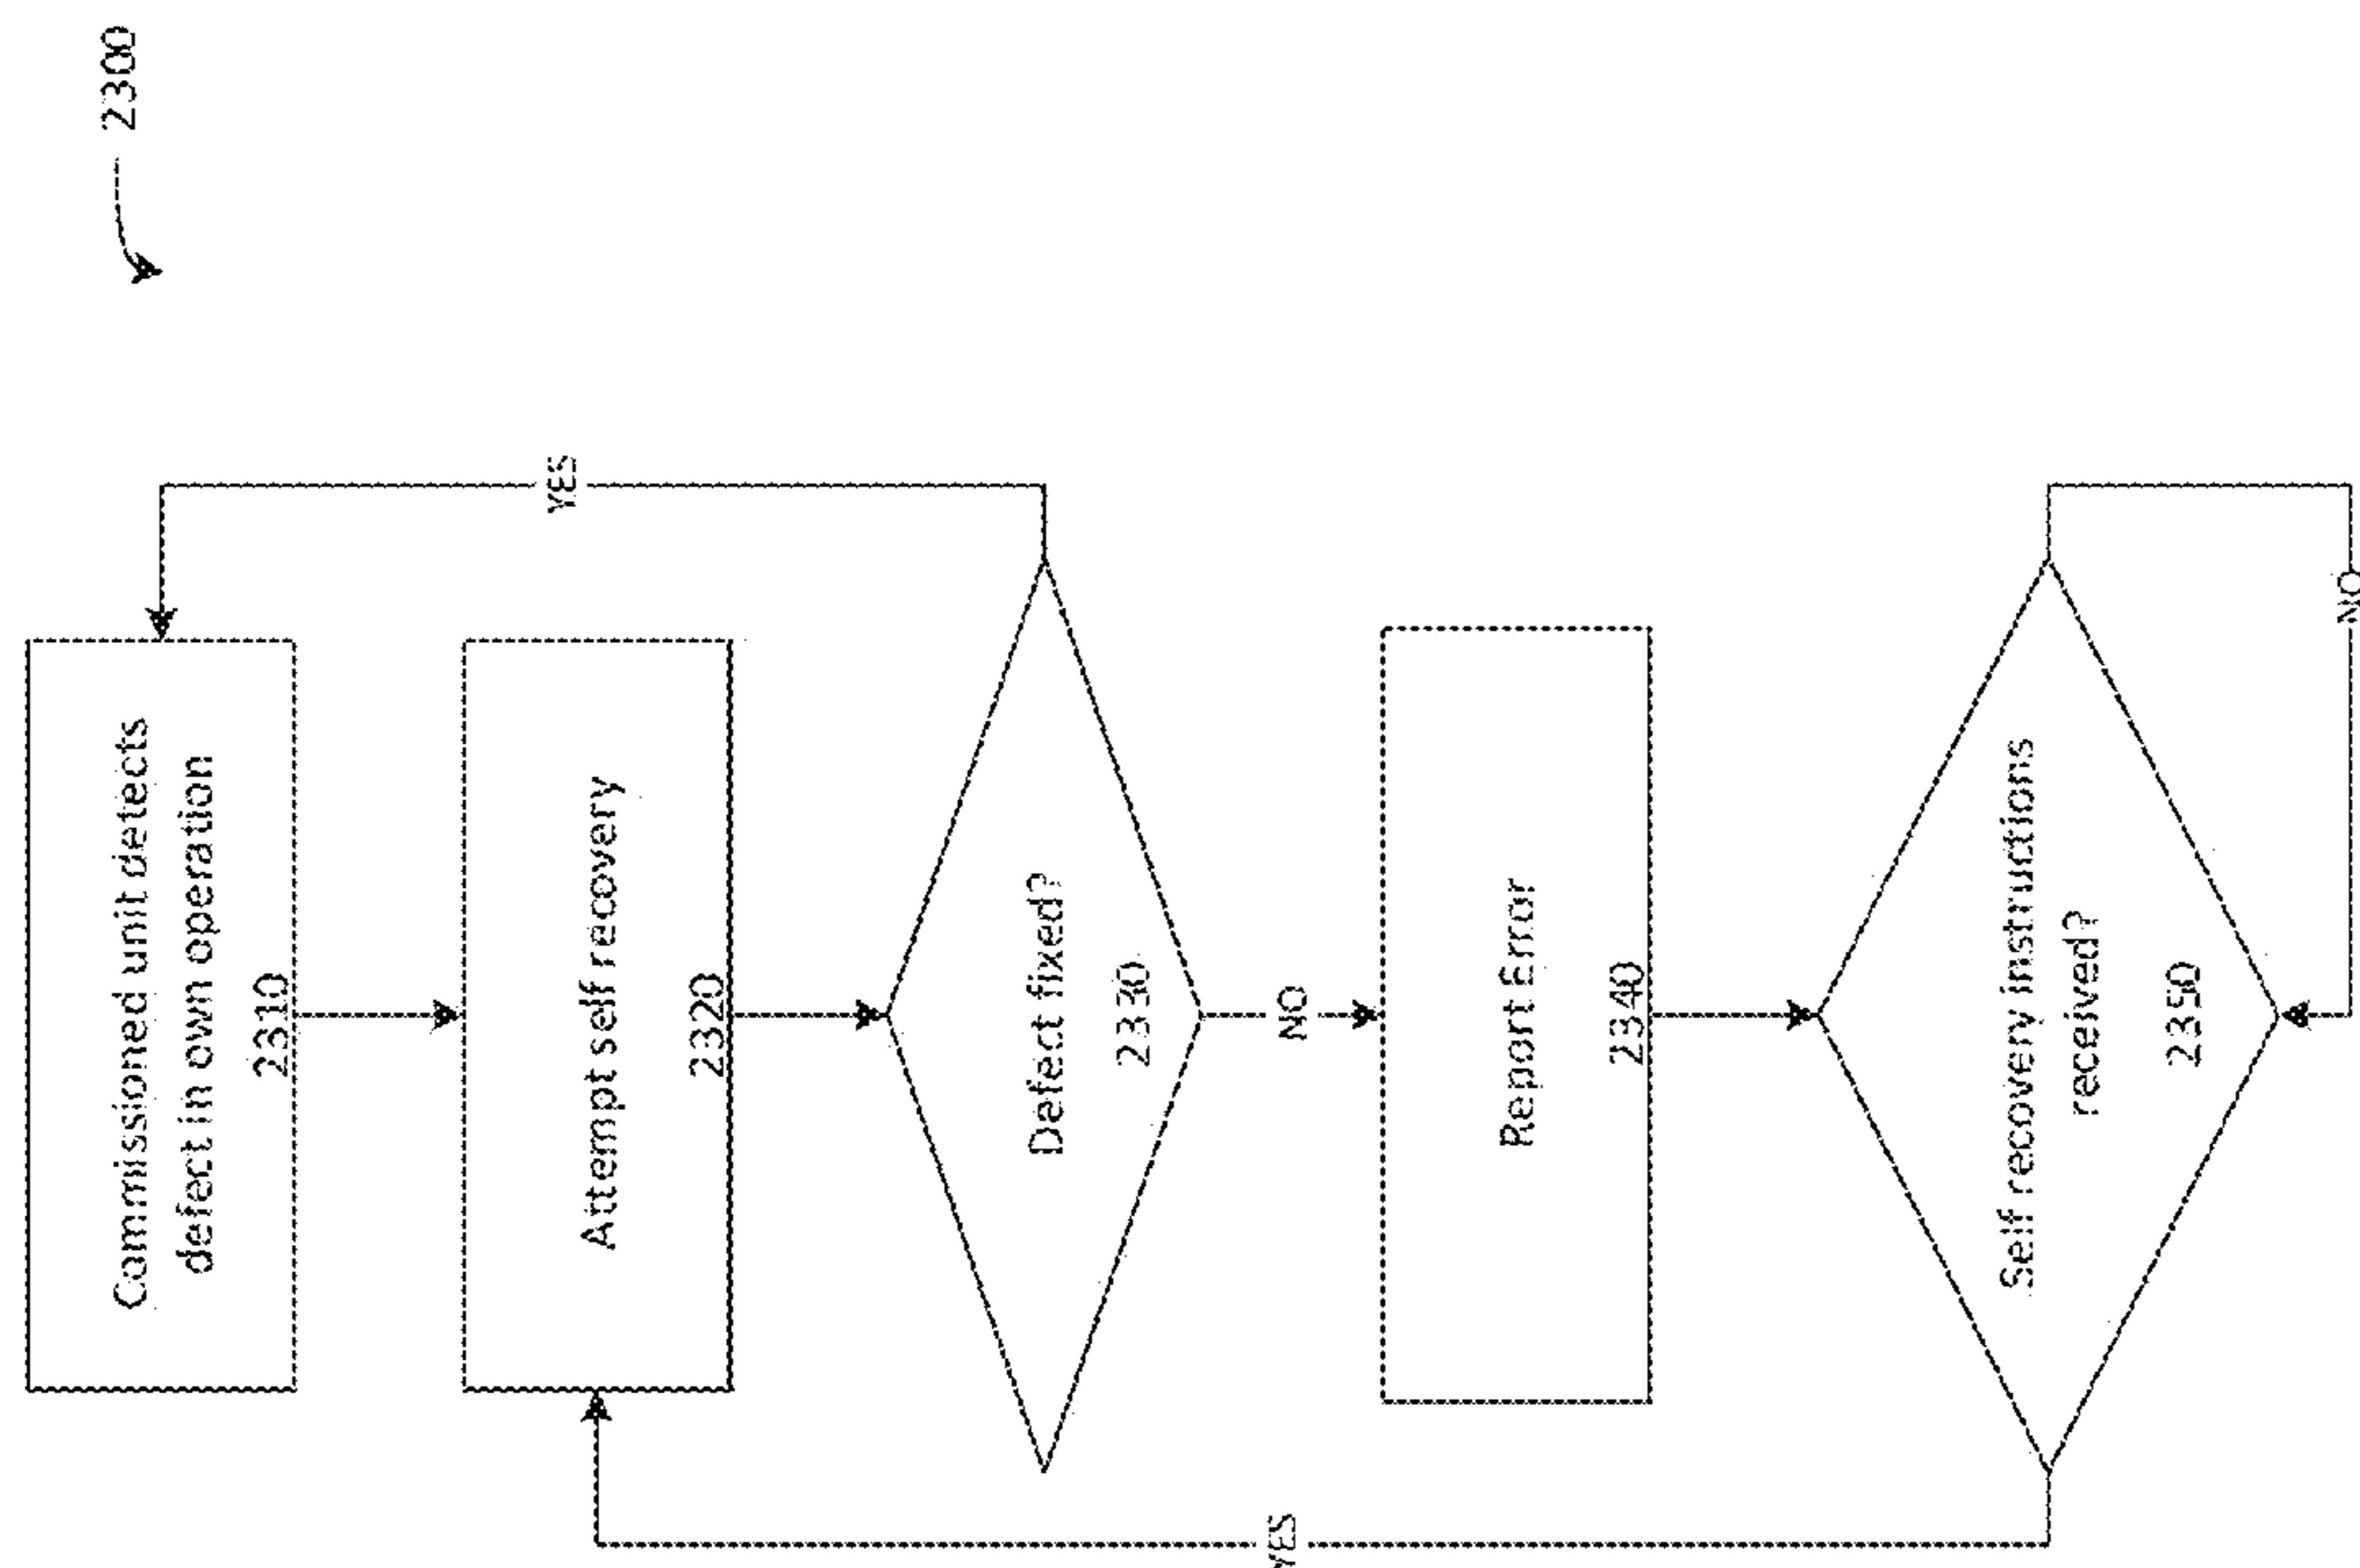 2300
Commissioned unit detects
defect in own operation
2310
Attempt self recovery
2320
YES
Defect fixed?
2330
NO
Report Error
2340
Self recovery instructions
received?
2350
NO
YES